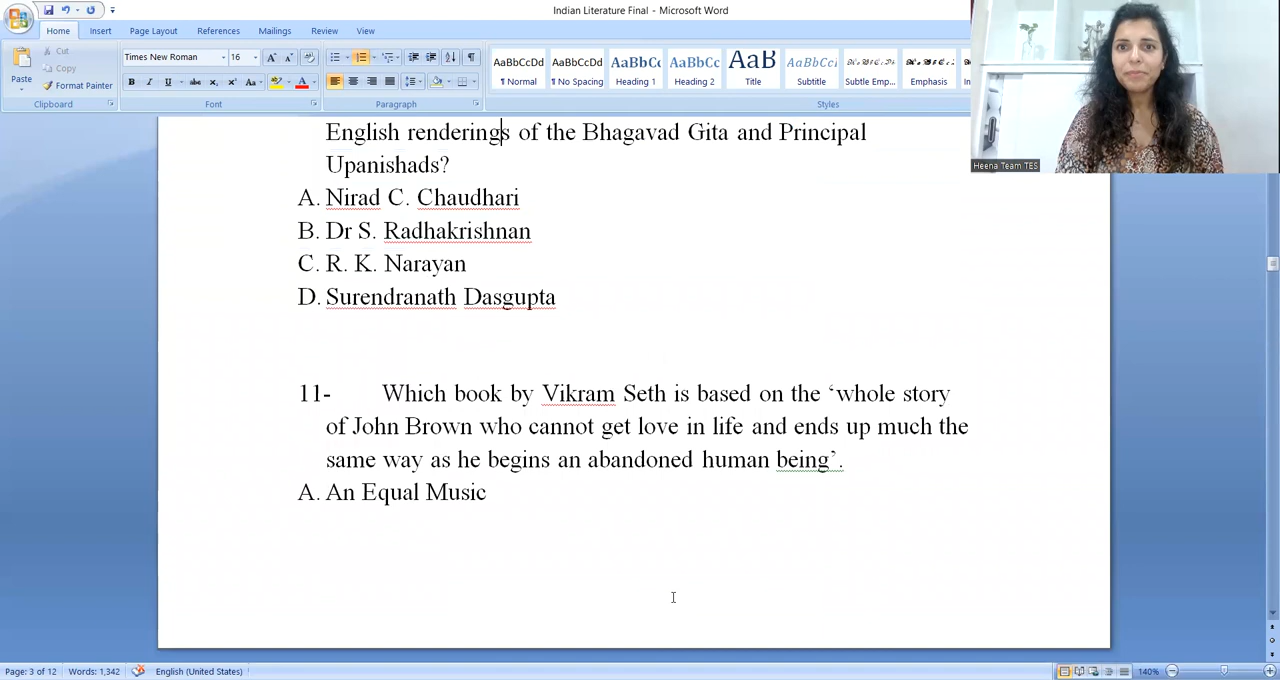 Indian Literature Final - Microsoft Word
Home Insert Page Layout References Mailings Review View
Cut
Copy
Format Painter
Paste
Clipboard
Times New Roman 16
Font
Paragraph
AaBbCcDd AaBbCcDd AaBbCc AaBbCc AaB AaBbCcI AaBbCcDd AaBbCcDd
¶ Normal ¶ No Spacing Heading 1 Heading 2 Title Subtitle Subtle Emp... Emphasis
Styles
Heena Team TES
English renderings of the Bhagavad Gita and Principal
Upanishads?
A. Nirad C. Chaudhari
B. Dr S. Radhakrishnan
C. R. K. Narayan
D. Surendranath Dasgupta
11- Which book by Vikram Seth is based on the ‘whole story
of John Brown who cannot get love in life and ends up much the
same way as he begins an abandoned human being’.
A. An Equal Music
Page: 3 of 12 Words: 1,342 English (United States) 140%